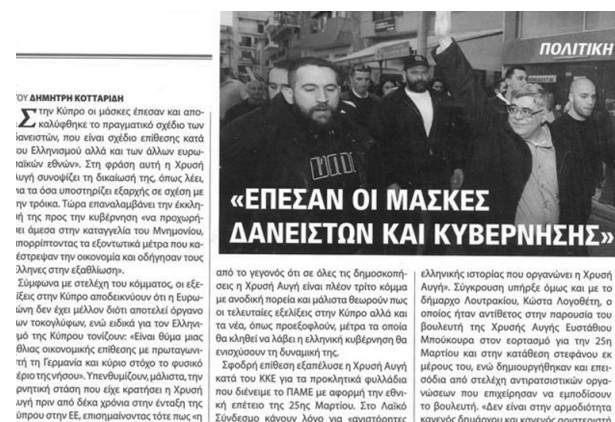 ΠΟΛΙΤΙΚΗ
«ΕΠΕΣΑΝ ΟΙ ΜΑΣΚΕΣ
ΔΑΝΕΙΣΤΩΝ ΚΑΙ ΚΥΒΕΡΝΗΣΗΣ»
ΔΗΜΗΤΡΗ ΚΟΤΤΑΡΙΔΗ
Στην Κύπρο οι μάσκες έπεσαν και απο-
καλύφθηκε το πραγματικό σχέδιο των
δανειστών, που είναι σχέδιο επίθεσης κατά
του Ελληνισμού αλλά και των άλλων ευρω-
παϊκών εθνών». Στη φράση αυτή η Χρυσή
Αυγή συνοψίζει τη δικαίωσή της, όπως λέει,
για τα όσα υποστηρίζει εξαρχής σε σχέση με
την τρόικα. Τώρα επαναλαμβάνει την έκκλη-
σή της προς την κυβέρνηση «να προχωρή-
σει άμεσα στην καταγγελία του Μνημονίου,
απορρίπτοντας τα εξοντωτικά μέτρα που κα-
τέστρεψαν την οικονομία και οδήγησαν τους
Έλληνες στην εξαθλίωση».
Σύμφωνα με στελέχη του κόμματος, οι εξε-
λίξεις στην Κύπρο αποδεικνύουν ότι η Ευρω-
ζώνη δεν έχει μέλλον διότι αποτελεί όργανο
των τοκογλύφων, ενώ ειδικά για τον Ελληνι-
σμό της Κύπρου τονίζουν: «Είναι θύμα μιας
άθλιας οικονομικής επίθεσης με πρωταγωνι-
στή τη Γερμανία και κύριο στόχο το φυσικό
αέριο της νήσου». Υπενθυμίζουν, μάλιστα, την
αρνητική στάση που είχε κρατήσει η Χρυσή
Αυγή πριν από δέκα χρόνια στην ένταξη της
Κύπρου στην ΕΕ, επισημαίνοντας τότε πως «η
από το γεγονός ότι σε όλες τις δημοσκοπή-
σεις η Χρυσή Αυγή είναι πλέον τρίτο κόμμα
με ανοδική πορεία και μάλιστα θεωρούν πως
οι τελευταίες εξελίξεις στην Κύπρο αλλά και
τα νέα, όπως προεξοφλούν, μέτρα τα οποία
θα κληθεί να λάβει η ελληνική κυβέρνηση θα
ενισχύσουν τη δυναμική της.
Σφοδρή επίθεση εξαπέλυσε η Χρυσή Αυγή
κατά του ΚΚΕ για τα προκλητικά φυλλάδια
που διένειμε το ΠΑΜΕ με αφορμή την εθνι-
κή επέτειο της 25ης Μαρτίου. Στο Λαϊκό
Σύνδεσμο κάνουν λόγο για «ανιστόρητες
ελληνικής ιστορίας που οργανώνει η Χρυσή
Αυγή». Σύγκρουση υπήρξε όμως και με το
δήμαρχο Λουτρακίου, Κώστα Λογοθέτη, ο
οποίος ήταν αντίθετος στην παρουσία του
βουλευτή της Χρυσής Αυγής Ευστάθιου
Μπούκουρα στον εορτασμό για την 25η
Μαρτίου και στην κατάθεση στεφάνου εκ
μέρους του, ενώ δημιουργήθηκαν και επει-
σόδια από στελέχη αντιρατσιστικών οργα-
νώσεων που επιχείρησαν να εμποδίσουν
το βουλευτή. «Δεν είναι στην αρμοδιότητα
κανενός δημάρχου και κανενός αριστεριστή